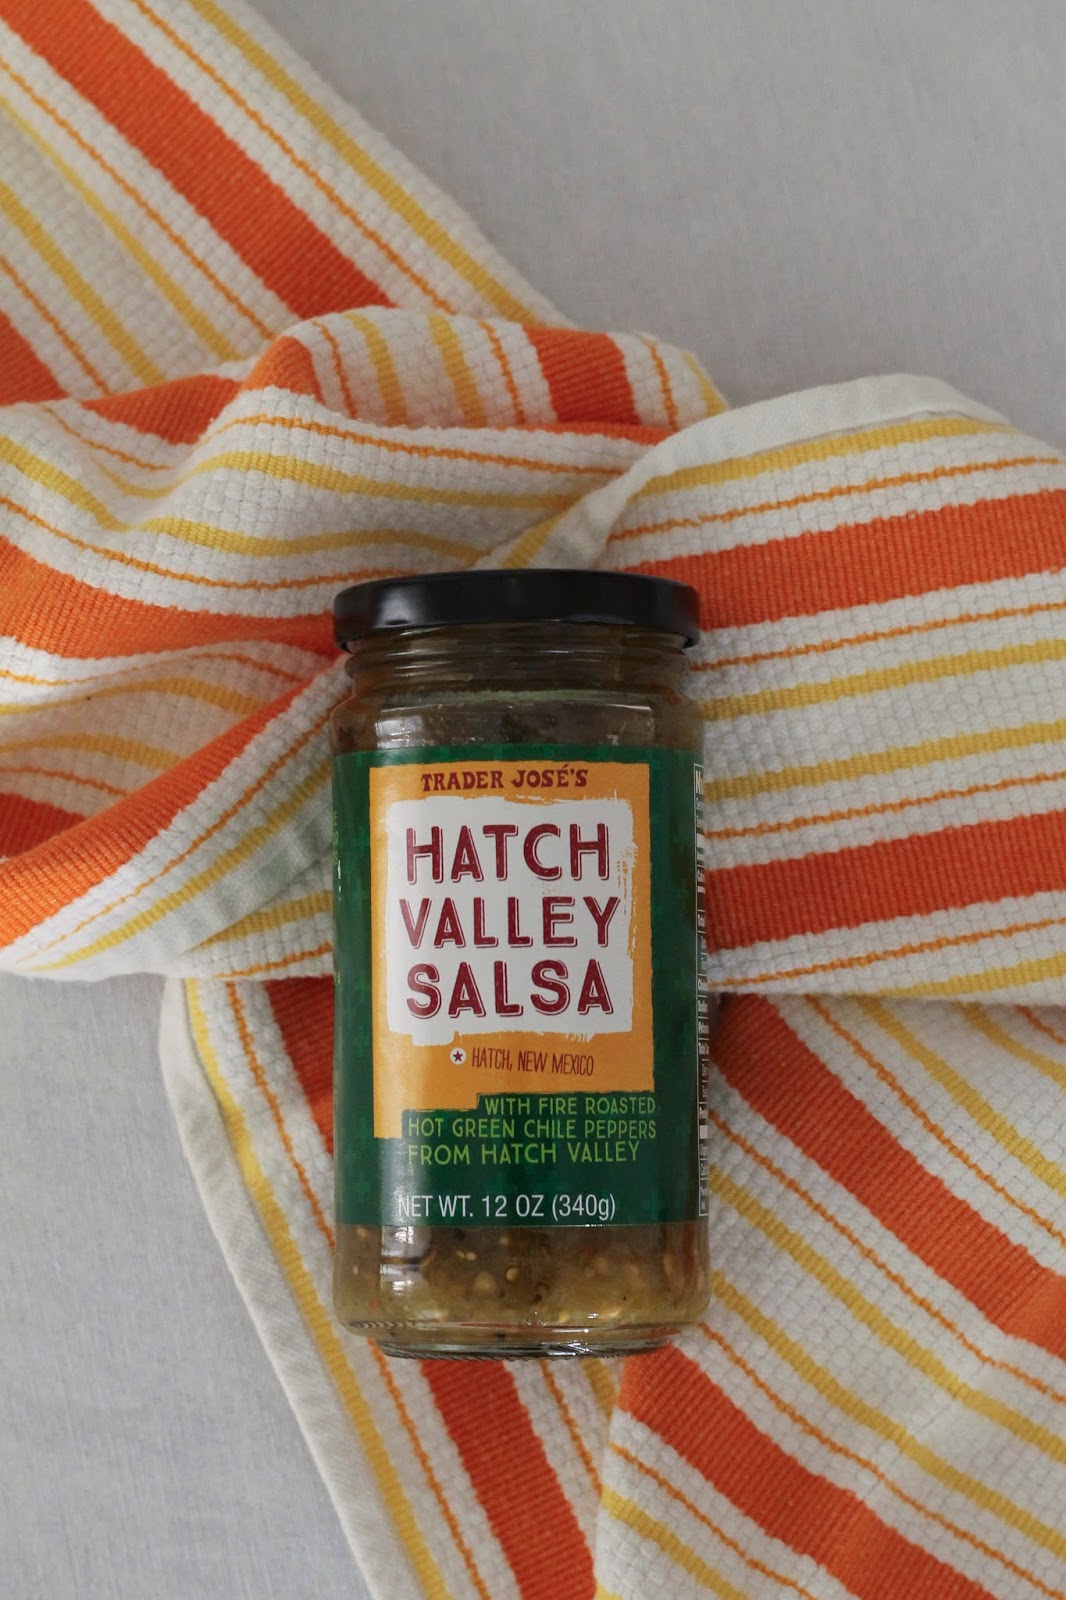 TRADER JOSÉ'S
HATCH
VALLEY
SALSA
HATCH, NEW MEXICO
WITH FIRE ROASTED
HOT GREEN CHILE PEPPERS
FROM HATCH VALLEY
NET WT. 12 OZ (340g)